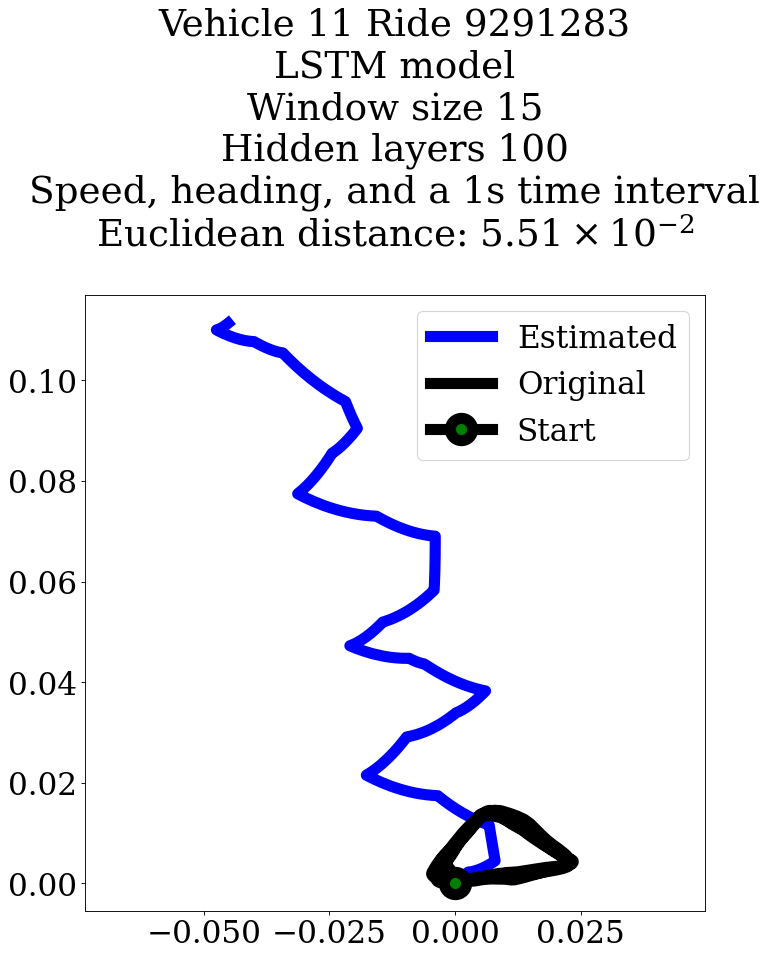 Vehicle 11 Ride 9291283
LSTM model
Window size 15
Hidden layers 100
Speed, heading, and a 1s time interval
Euclidean distance: 5.51 × 10⁻²
Estimated
Original
Start
0.10
0.08
0.06
0.04
0.02
0.00
−0.050 −0.025 0.000 0.025